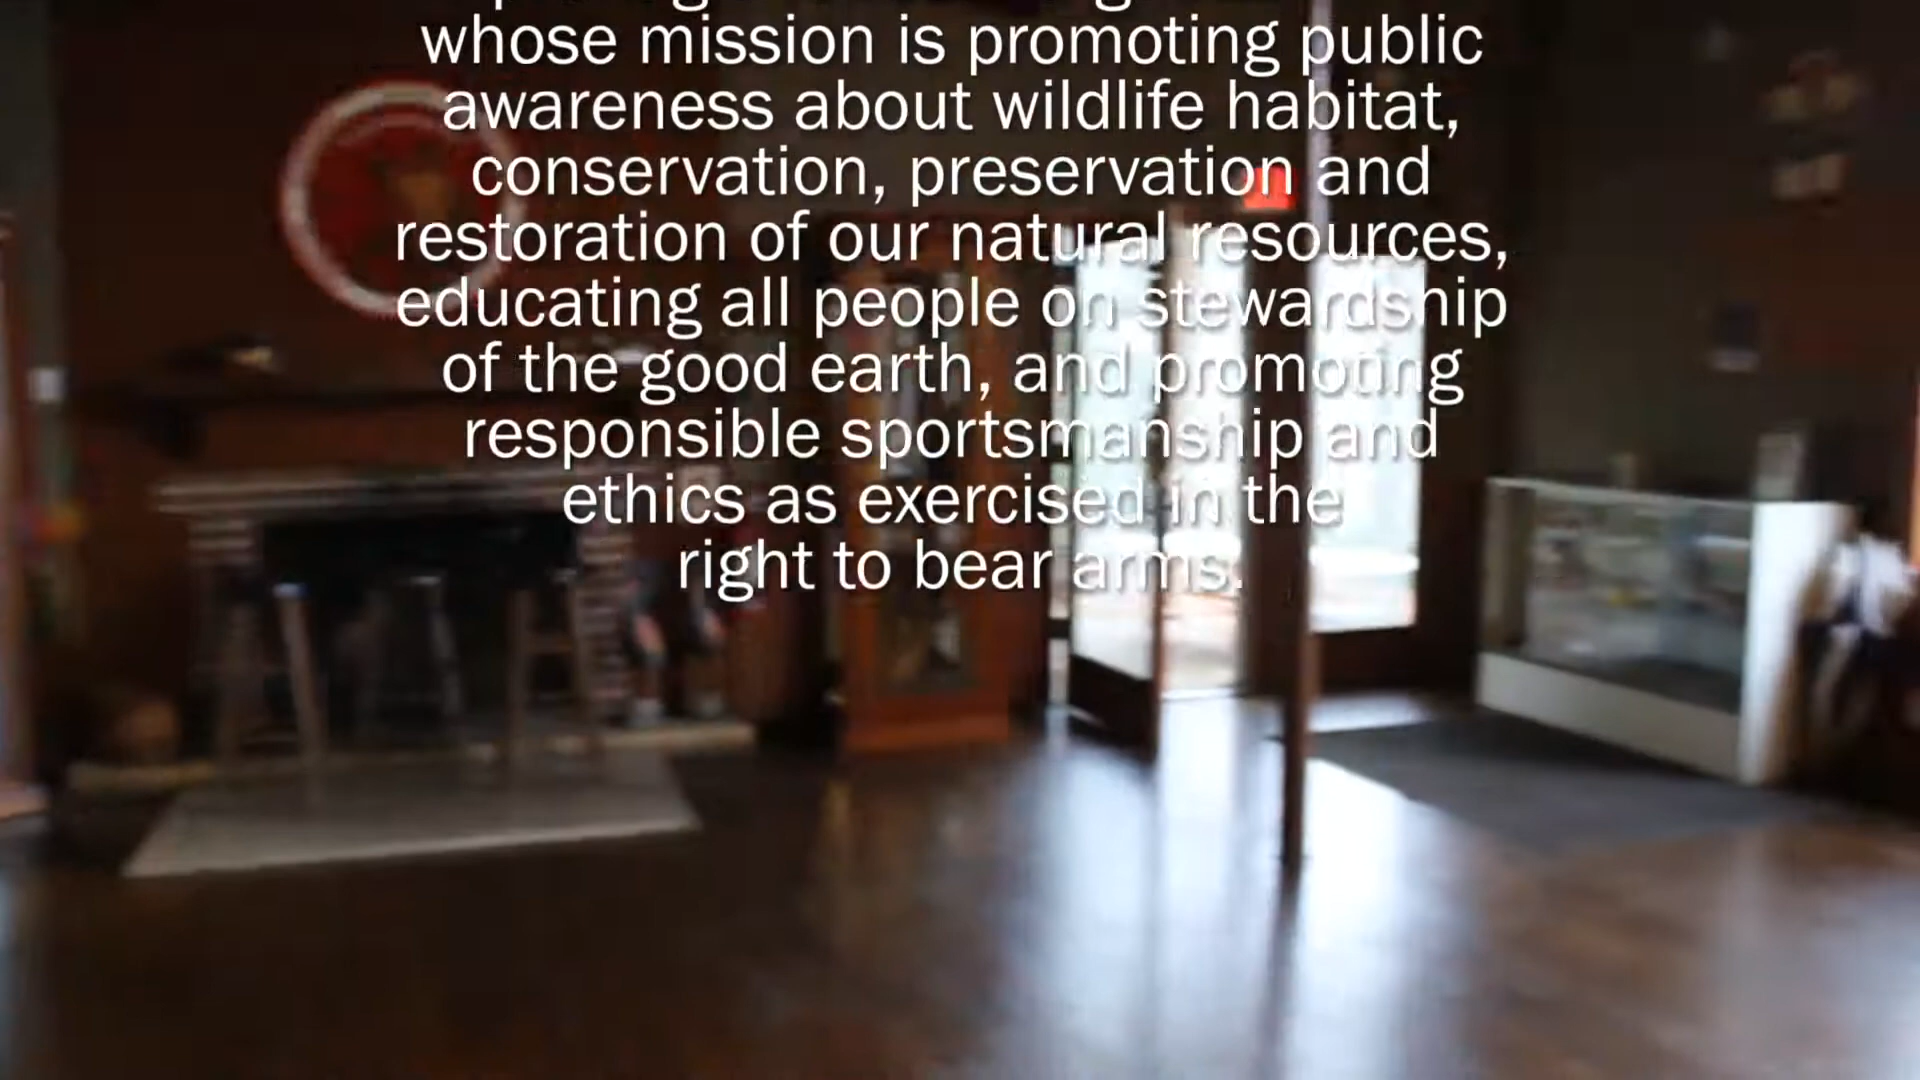 whose mission is promoting public
awareness about wildlife habitat,
conservation, preservation and
restoration of our natural resources,
educating all people on stewardship
of the good earth, and promoting
responsible sportsmanship and
ethics as exercised in the
right to bear arms.